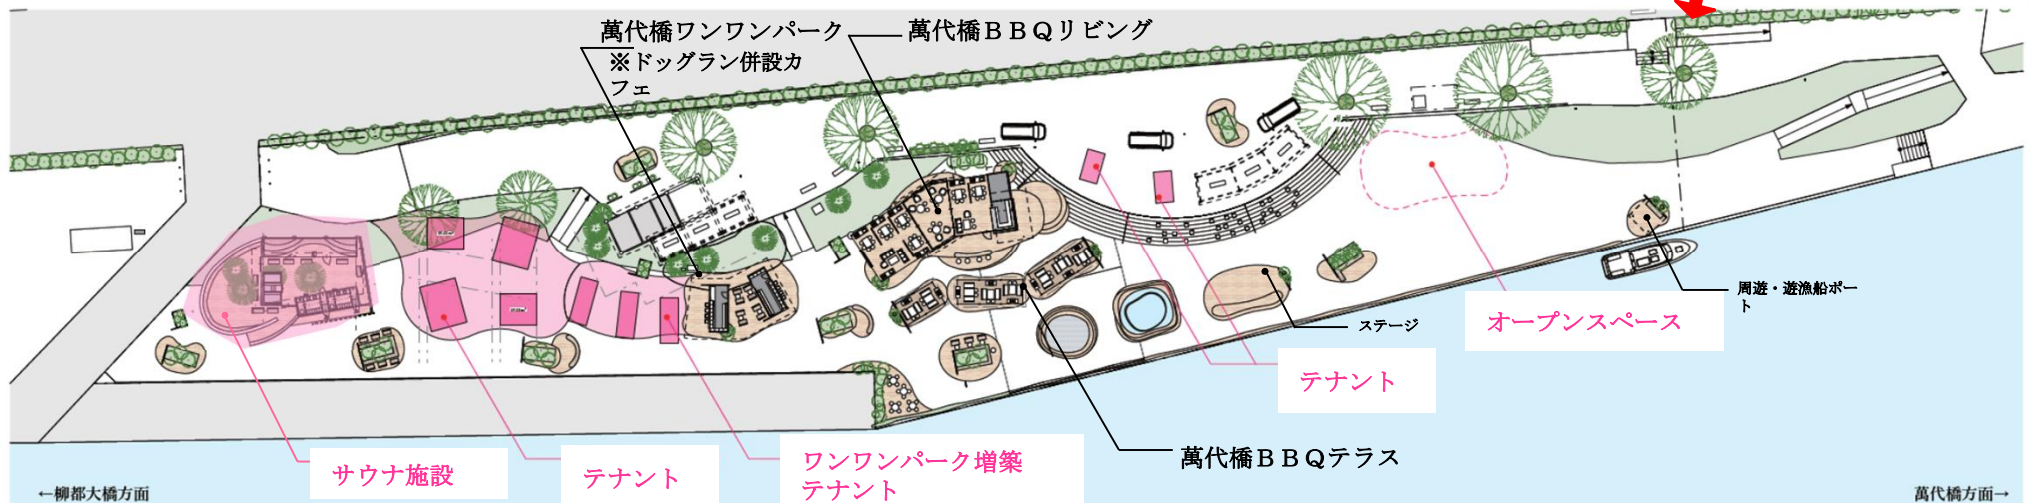 萬代橋ワンワンパーク
※ドッグラン併設カ
フェ
萬代橋ＢＢＱリビング
周遊・遊漁船ポー
ト
オープンスペース
ステージ
テナント
萬代橋ＢＢＱテラス
ワンワンパーク増築
テナント
テナント
サウナ施設
←柳都大橋方面
萬代橋方面→